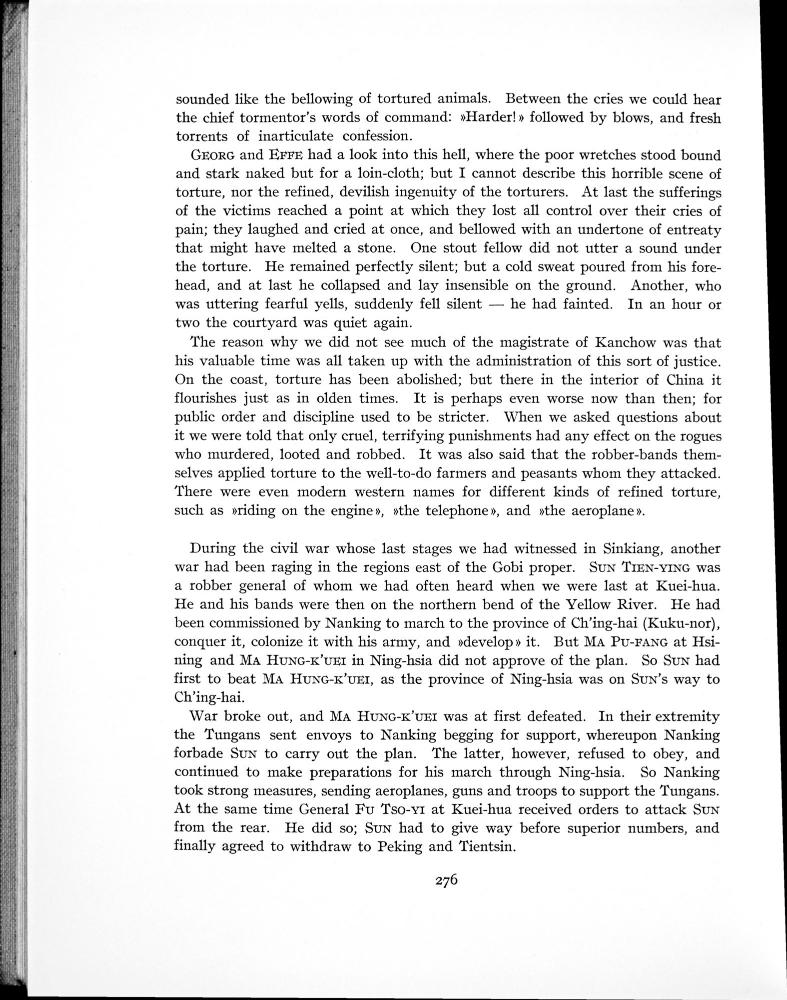 sounded like the bellowing of tortured animals. Between the cries we could hear
the chief tormentor's words of command: »Harder!» followed by blows, and fresh
torrents of inarticulate confession.
GEORG and EFFE had a look into this hell, where the poor wretches stood bound
and stark naked but for a loin-cloth; but I cannot describe this horrible scene of
torture, nor the refined, devilish ingenuity of the torturers. At last the sufferings
of the victims reached a point at which they lost all control over their cries of
pain; they laughed and cried at once, and bellowed with an undertone of entreaty
that might have melted a stone. One stout fellow did not utter a sound under
the torture. He remained perfectly silent; but a cold sweat poured from his fore-
head, and at last he collapsed and lay insensible on the ground. Another, who
was uttering fearful yells, suddenly fell silent — he had fainted. In an hour or
two the courtyard was quiet again.
The reason why we did not see much of the magistrate of Kanchow was that
his valuable time was all taken up with the administration of this sort of justice.
On the coast, torture has been abolished; but there in the interior of China it
flourishes just as in olden times. It is perhaps even worse now than then; for
public order and discipline used to be stricter. When we asked questions about
it we were told that only cruel, terrifying punishments had any effect on the rogues
who murdered, looted and robbed. It was also said that the robber-bands them-
selves applied torture to the well-to-do farmers and peasants whom they attacked.
There were even modern western names for different kinds of refined torture,
such as »riding on the engine», »the telephone», and »the aeroplane».
During the civil war whose last stages we had witnessed in Sinkiang, another
war had been raging in the regions east of the Gobi proper. SUN TIEN-YING was
a robber general of whom we had often heard when we were last at Kuei-hua.
He and his bands were then on the northern bend of the Yellow River. He had
been commissioned by Nanking to march to the province of Ch'ing-hai (Kuku-nor),
conquer it, colonize it with his army, and »develop» it. But MA PU-FANG at Hsi-
ning and MA HUNG-K'UEI in Ning-hsia did not approve of the plan. So SUN had
first to beat MA HUNG-K'UEI, as the province of Ning-hsia was on SUN's way to
Ch'ing-hai.
War broke out, and MA HUNG-K'UEI was at first defeated. In their extremity
the Tungans sent envoys to Nanking begging for support, whereupon Nanking
forbade SUN to carry out the plan. The latter, however, refused to obey, and
continued to make preparations for his march through Ning-hsia. So Nanking
took strong measures, sending aeroplanes, guns and troops to support the Tungans.
At the same time General FU TSO-YI at Kuei-hua received orders to attack SUN
from the rear. He did so; SUN had to give way before superior numbers, and
finally agreed to withdraw to Peking and Tientsin.
276